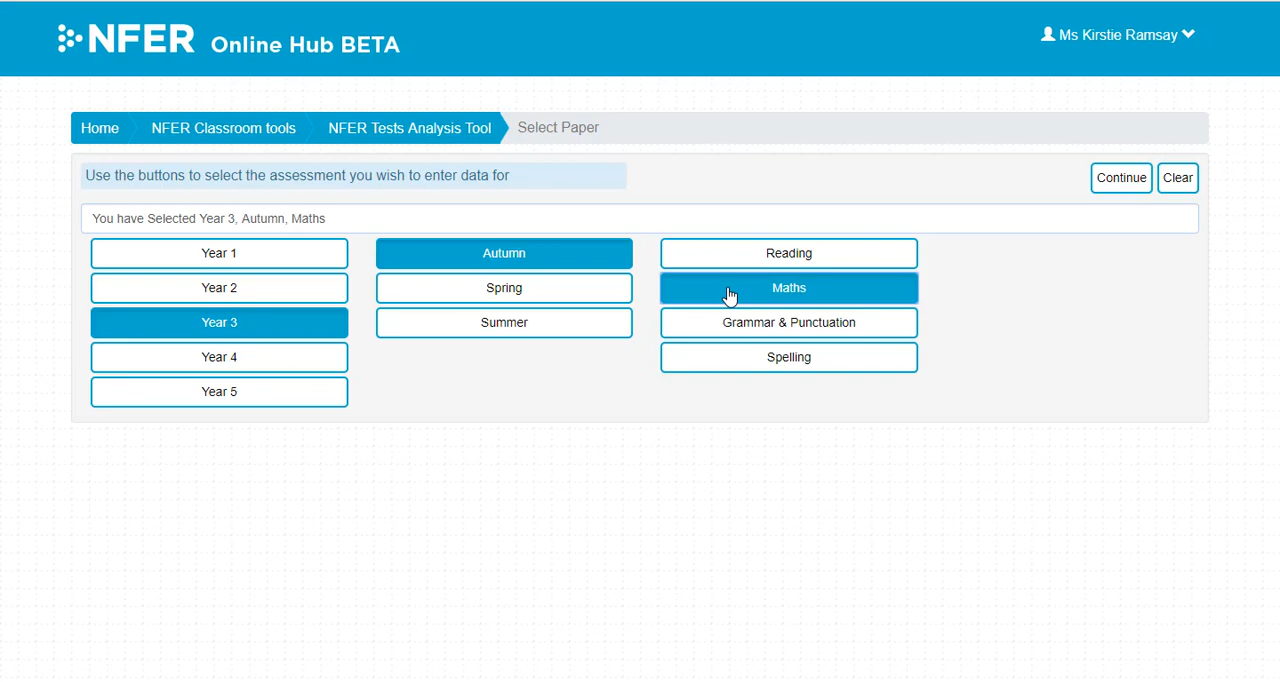 NFER Online Hub BETA
Ms Kirstie Ramsay
Home NFER Classroom tools NFER Tests Analysis Tool Select Paper
Use the buttons to select the assessment you wish to enter data for
Continue Clear
You have Selected Year 3, Autumn, Maths
Year 1 Autumn Reading
Year 2 Spring Maths
Year 3 Summer Grammar & Punctuation
Year 4 Spelling
Year 5